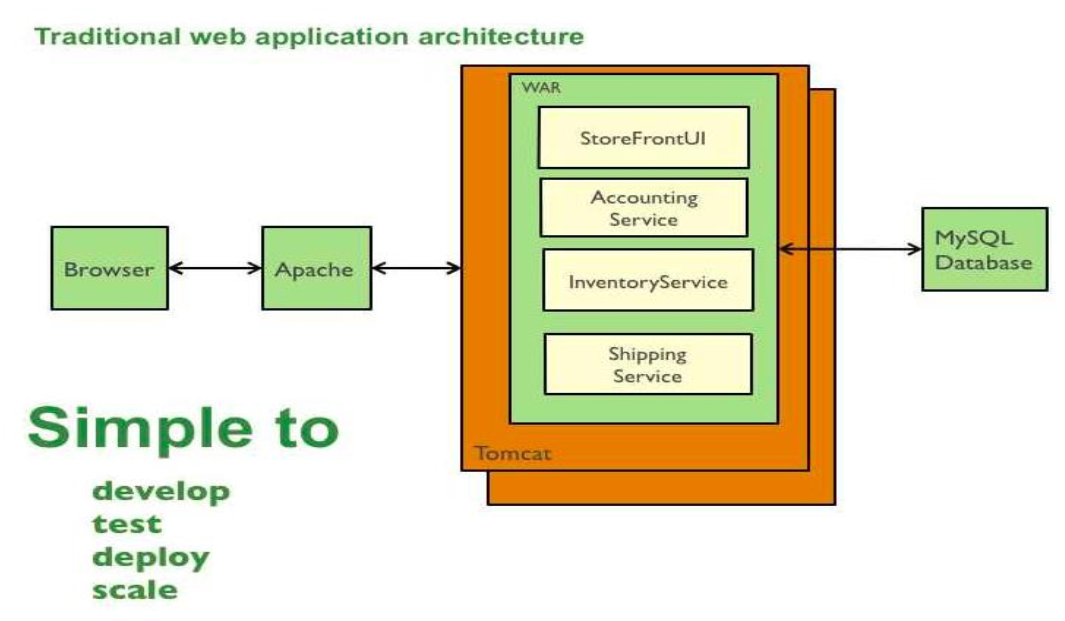 Traditional web application architecture
WAR
StoreFrontUI
Accounting
Service
InventoryService
Shipping
Service
Tomcat
Browser
Apache
MySQL
Database
Simple to
develop
test
deploy
scale